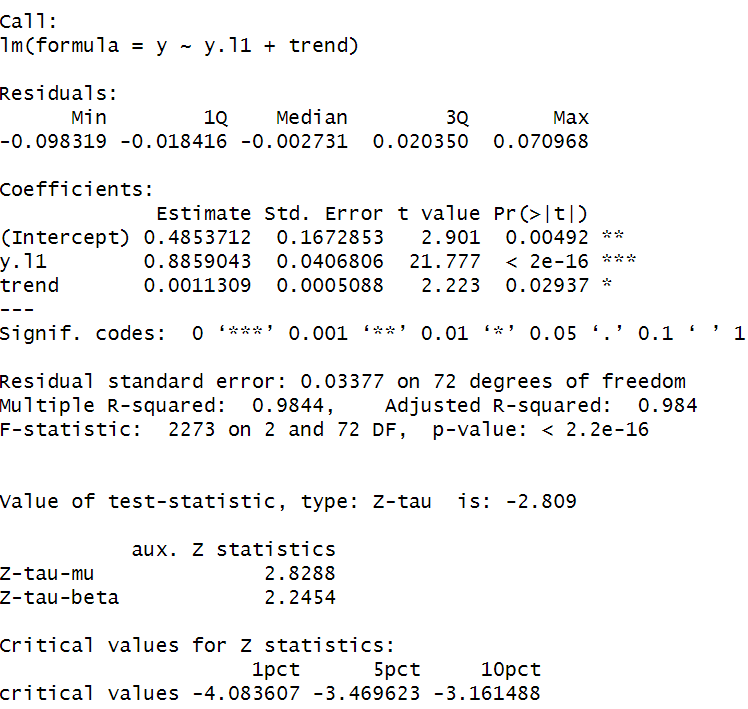 Call:
lm(formula = y ~ y.l1 + trend)
Residuals:
      Min        1Q    Median        3Q       Max
-0.098319 -0.018416 -0.002731  0.020350  0.070968
Coefficients:
             Estimate Std. Error t value Pr(>|t|)
(Intercept) 0.4853712  0.1672853   2.901  0.00492 **
y.l1        0.8859043  0.0406806  21.777  < 2e-16 ***
trend       0.0011309  0.0005088   2.223  0.02937 *
---
Signif. codes:  0 ‘***’ 0.001 ‘**’ 0.01 ‘*’ 0.05 ‘.’ 0.1 ‘ ’ 1
Residual standard error: 0.03377 on 72 degrees of freedom
Multiple R-squared:  0.9844,    Adjusted R-squared:  0.984
F-statistic:  2273 on 2 and 72 DF,  p-value: < 2.2e-16
Value of test-statistic, type: Z-tau  is: -2.809
           aux. Z statistics
Z-tau-mu              2.8288
Z-tau-beta            2.2454
Critical values for Z statistics:
                     1pct      5pct     10pct
critical values -4.083607 -3.469623 -3.161488